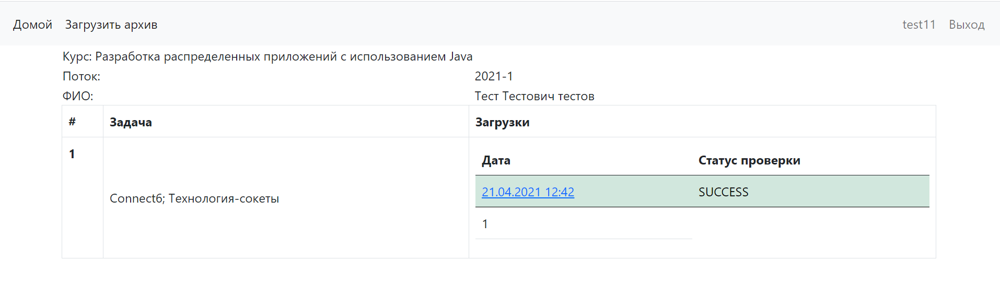 Домой Загрузить архив test11 Выход
Курс: Разработка распределенных приложений с использованием Java
Поток: 2021-1
ФИО: Тест Тестович тестов
# Задача Загрузки
1
Дата Статус проверки
21.04.2021 12:42 SUCCESS
Connect6; Технология-сокеты
1